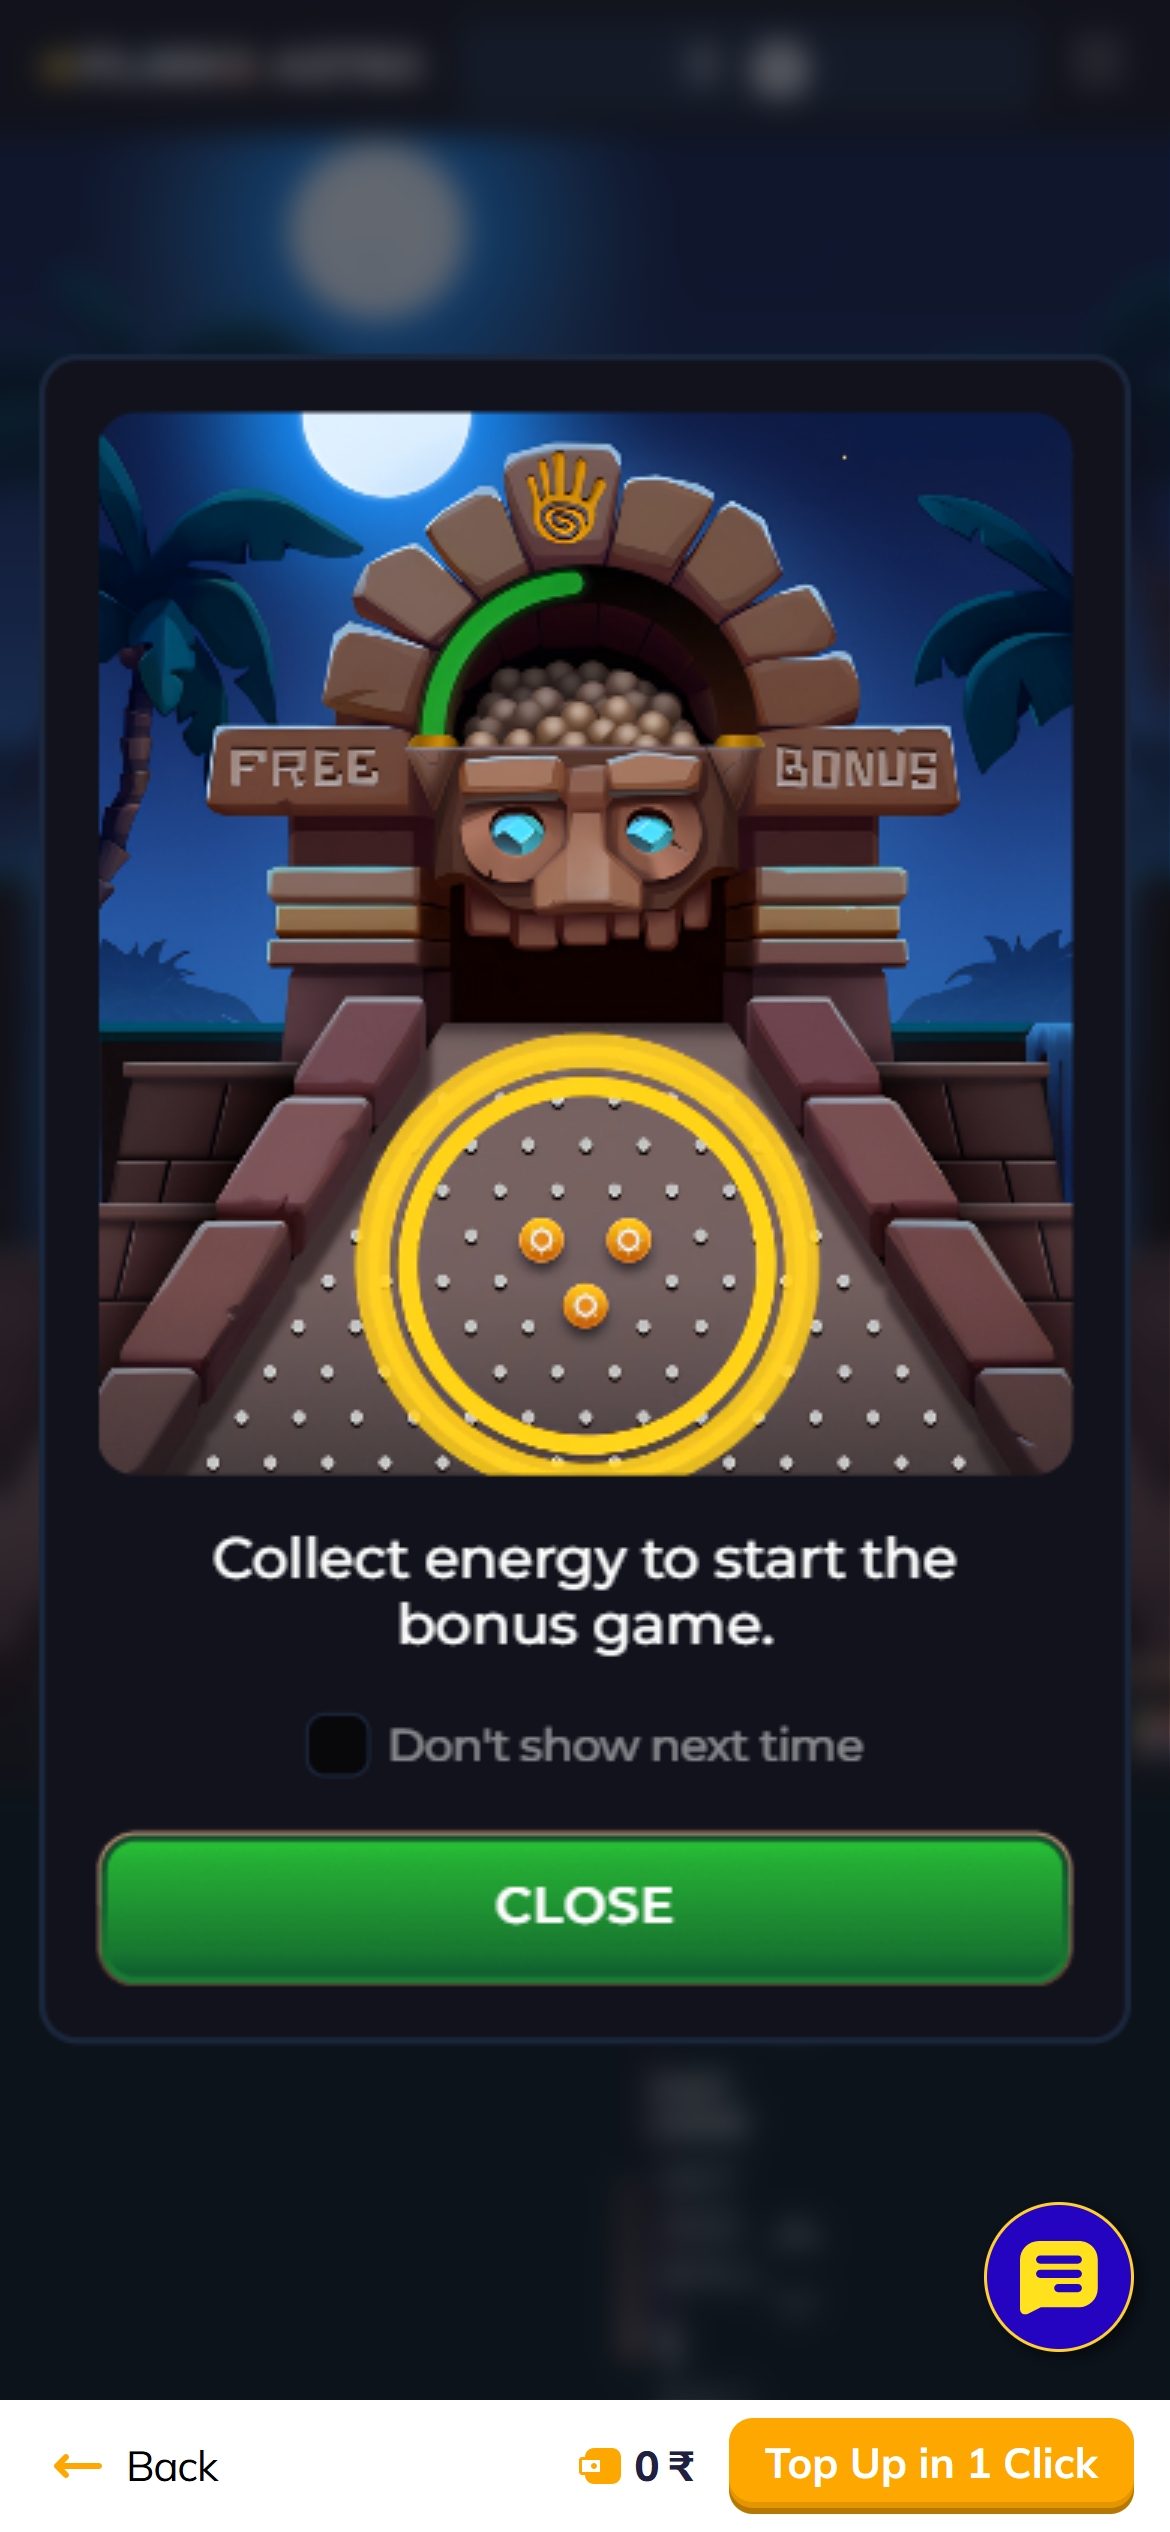 FREE
BONUS
Collect energy to start the
bonus game.
Don't show next time
CLOSE
Back
0 ₹
Top Up in 1 Click